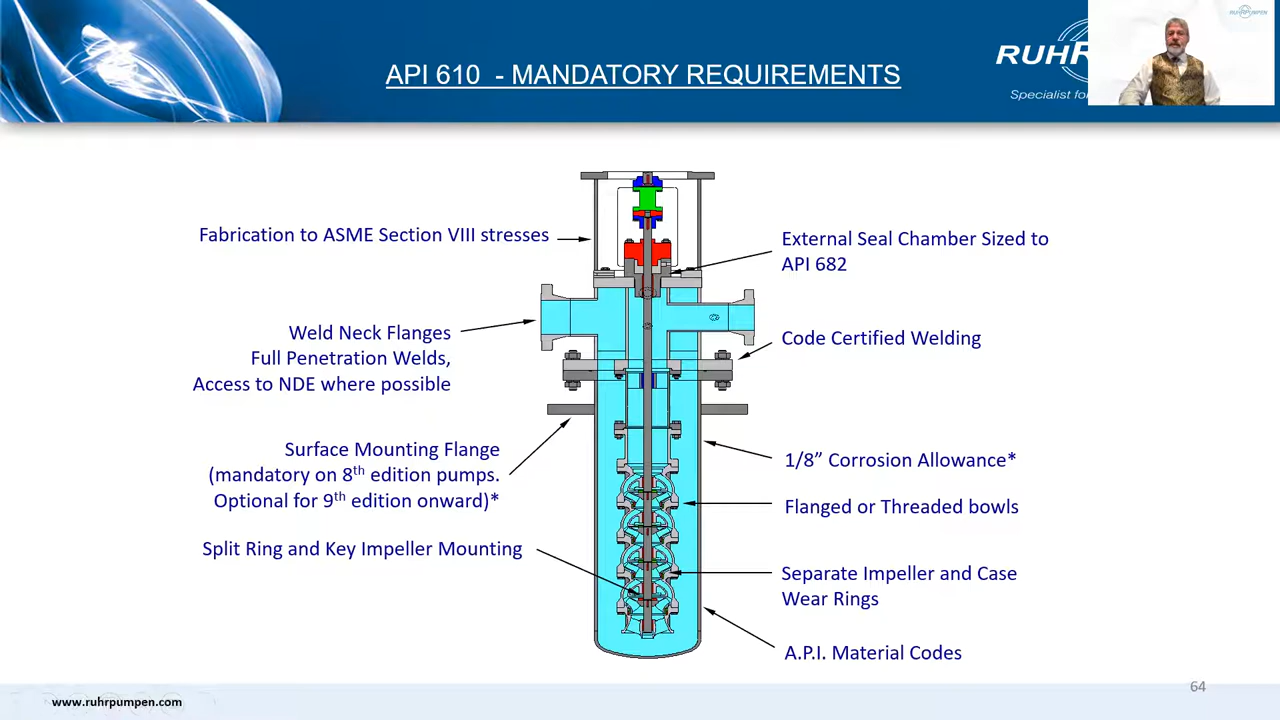 API 610 - MANDATORY REQUIREMENTS
RUHRPUMPEN
Fabrication to ASME Section VIII stresses
External Seal Chamber Sized to
API 682
Weld Neck Flanges
Full Penetration Welds,
Access to NDE where possible
Code Certified Welding
Surface Mounting Flange
(mandatory on 8th edition pumps.
Optional for 9th edition onward)*
1/8” Corrosion Allowance*
Flanged or Threaded bowls
Split Ring and Key Impeller Mounting
Separate Impeller and Case
Wear Rings
A.P.I. Material Codes
www.ruhrpumpen.com
64